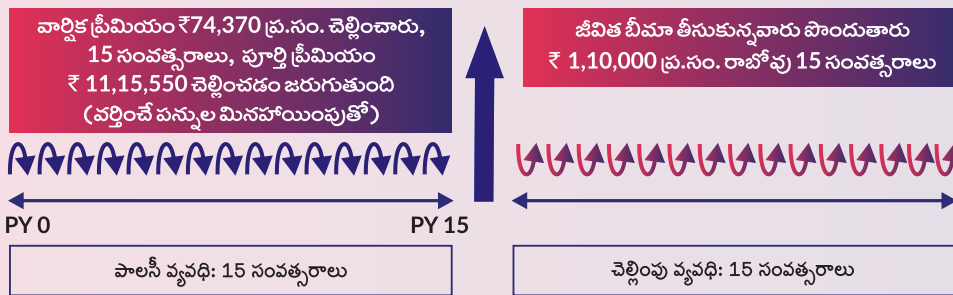 వార్షిక ప్రీమియం ₹74,370 ప్ర.సం. చెల్లించారు,
15 సంవత్సరాలు, పూర్తి ప్రీమియం
₹ 11,15,550 చెల్లించడం జరుగుతుంది
(వర్తించే పన్నుల మినహాయింపుతో)
జీవిత బీమా తీసుకున్నవారు పొందుతారు
₹ 1,10,000 ప్ర.సం. రాబోవు 15 సంవత్సరాలు
PY 0
PY 15
పాలసీ వ్యవధి: 15 సంవత్సరాలు
చెల్లింపు వ్యవధి: 15 సంవత్సరాలు